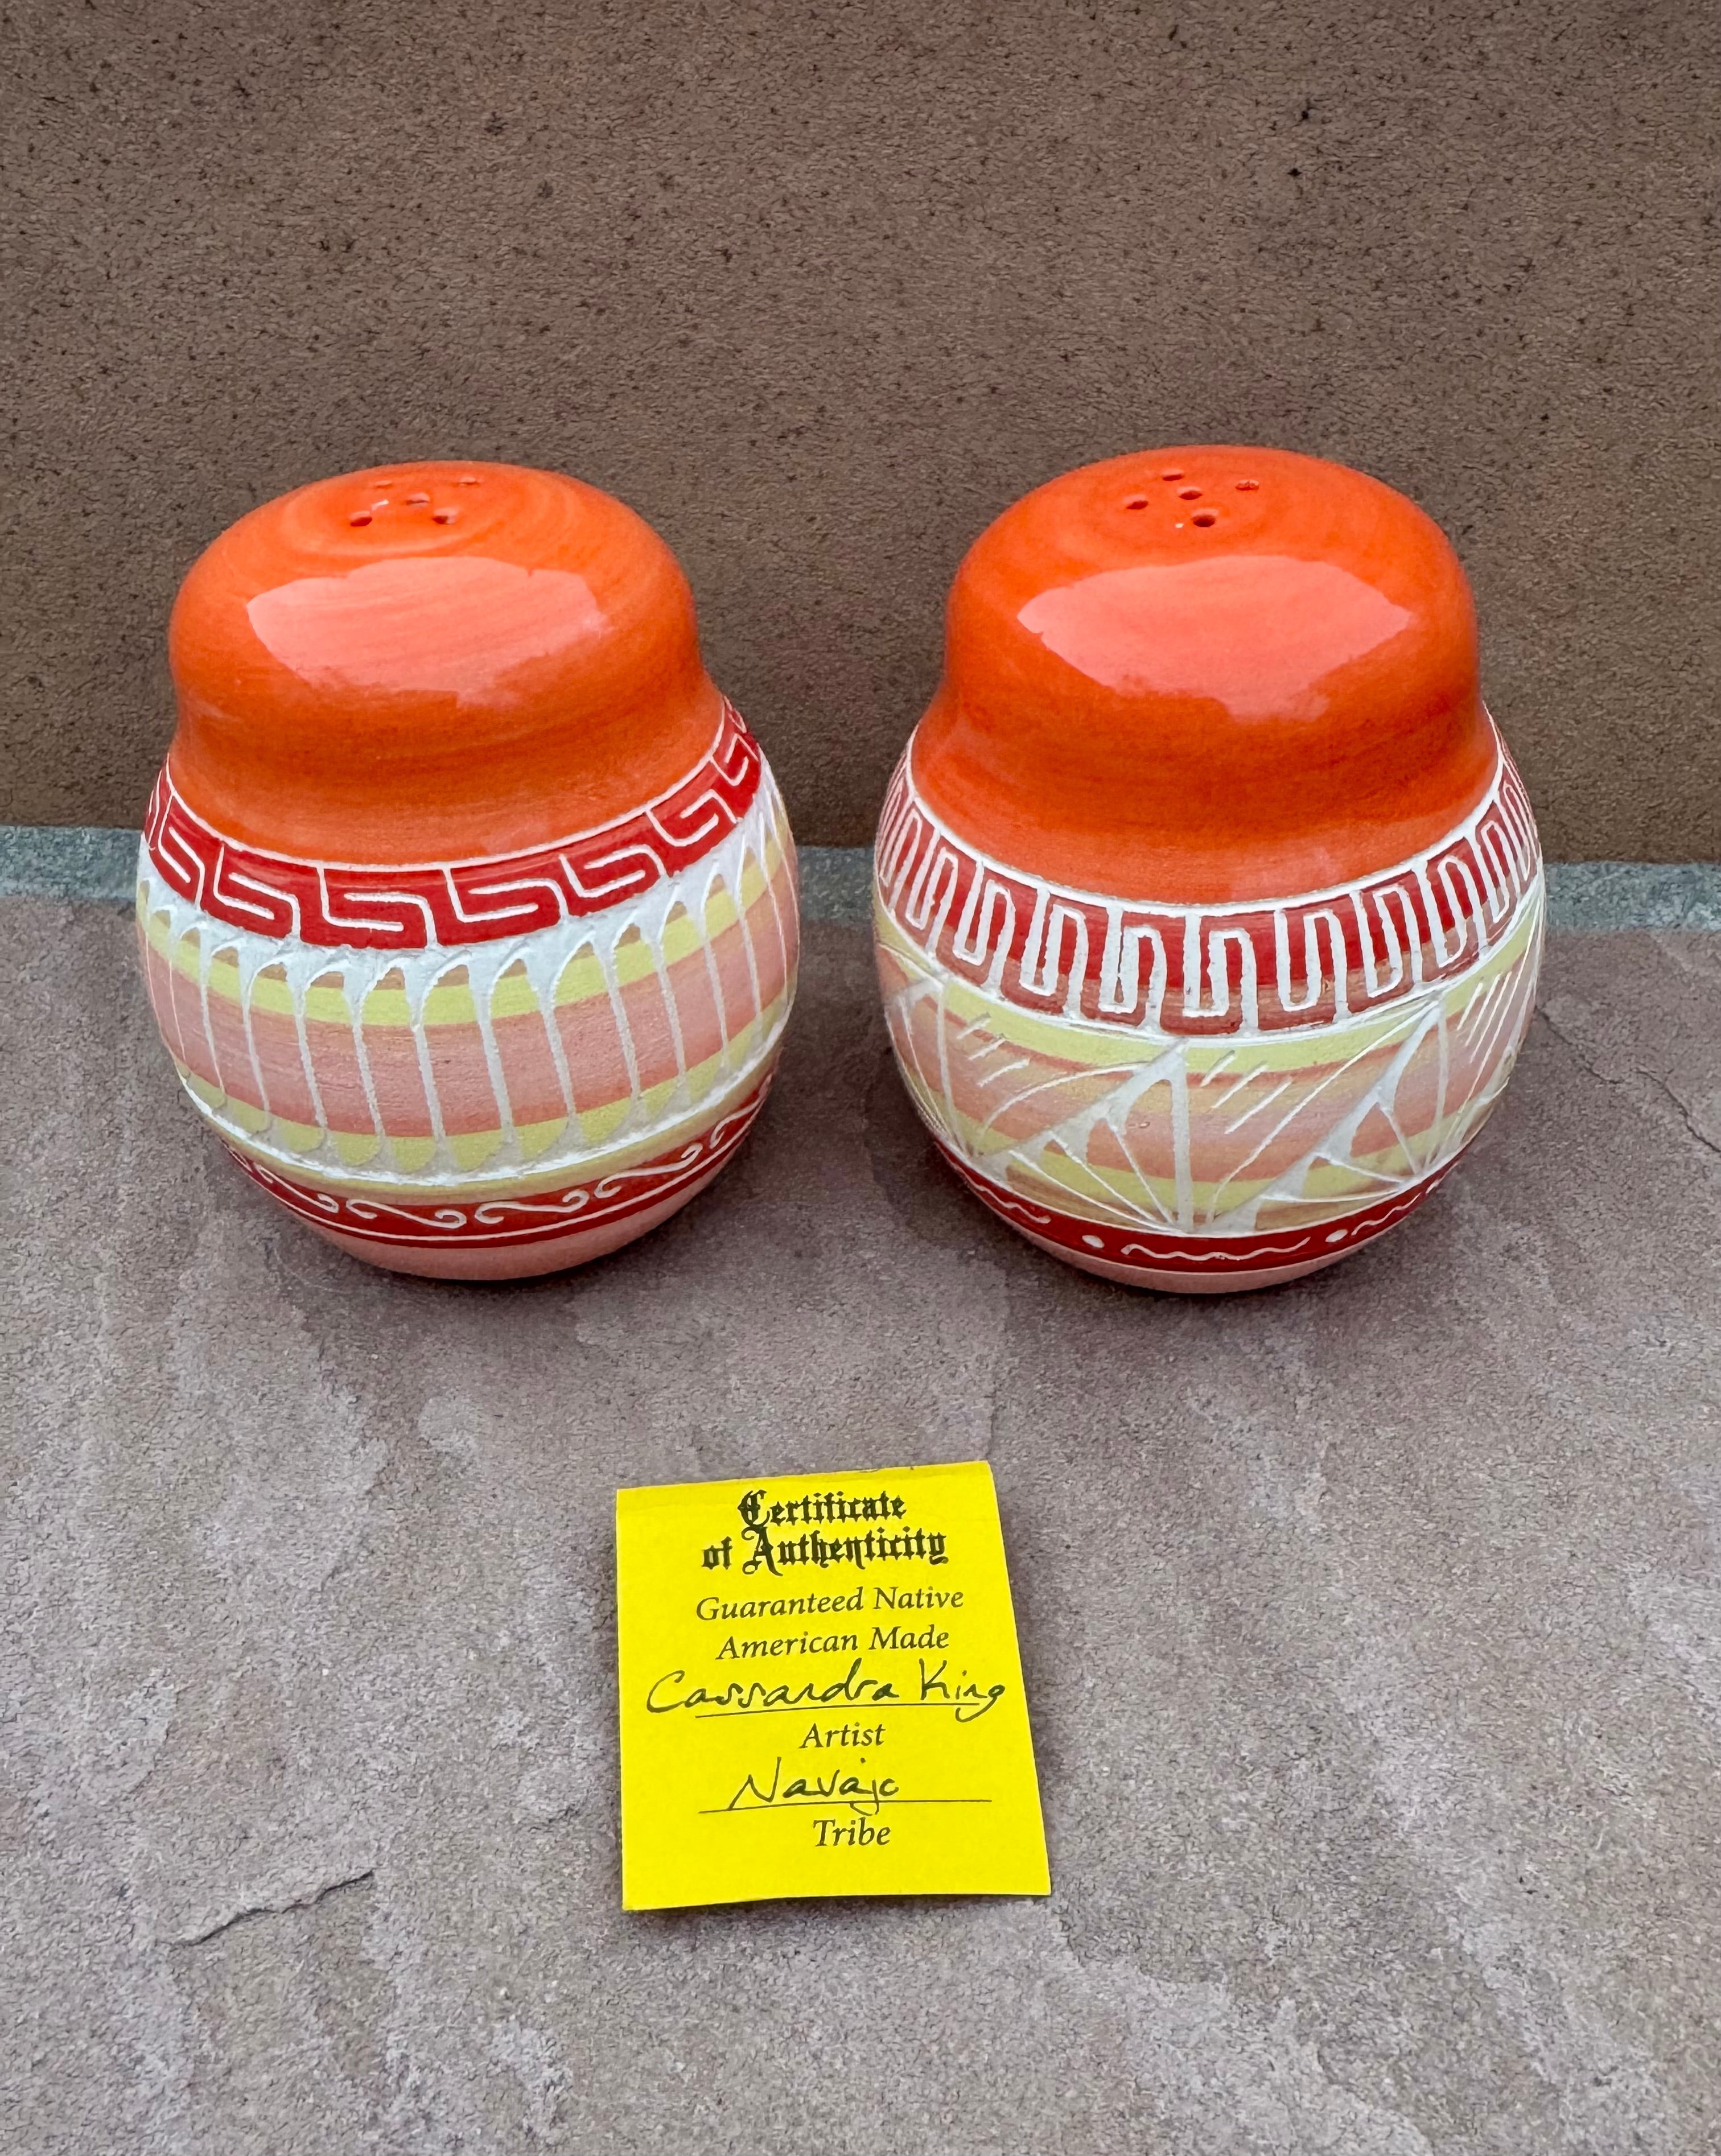 Certificate
of Authenticity
Guaranteed Native
American Made
Cassandra King
Artist
Navajo
Tribe